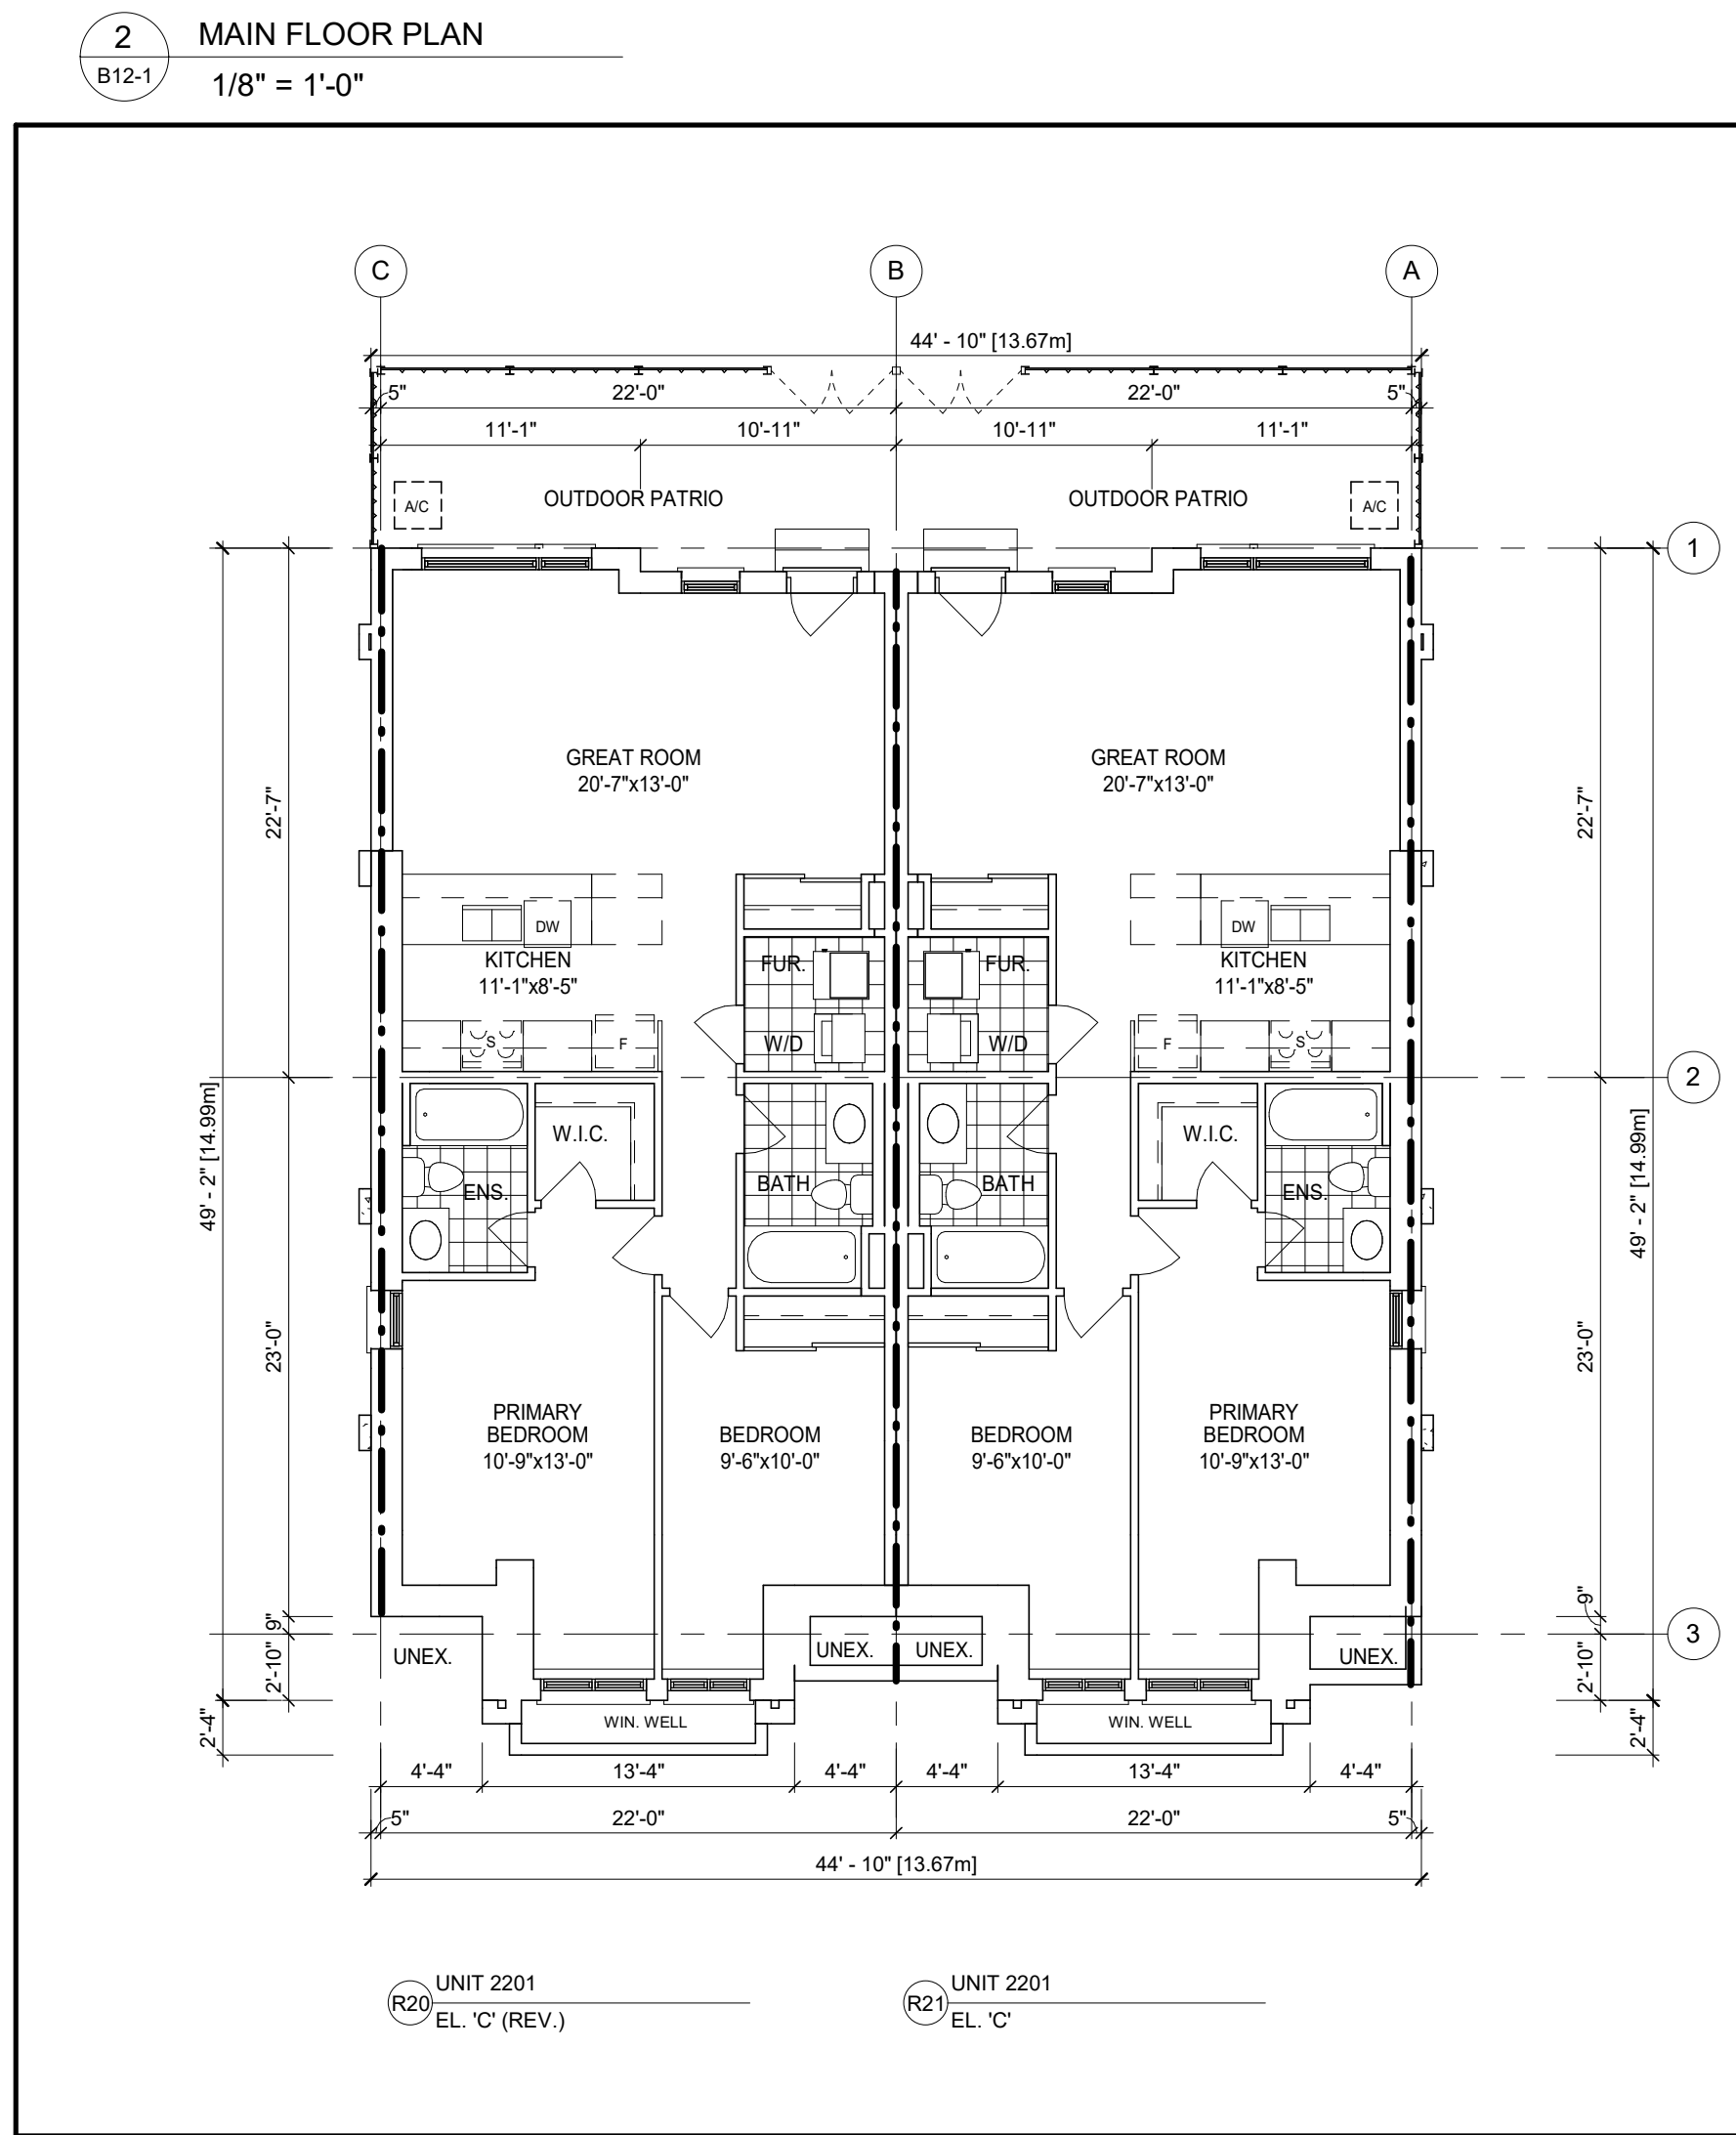 2
B12-1
MAIN FLOOR PLAN
1/8" = 1'-0"
C
B
A
44' - 10" [13.67m]
5"
22'-0"
22'-0"
5"
11'-1"
10'-11"
10'-11"
11'-1"
A/C
OUTDOOR PATRIO
OUTDOOR PATRIO
A/C
1
GREAT ROOM
20'-7"x13'-0"
GREAT ROOM
20'-7"x13'-0"
22'-7"
22'-7"
DW
DW
KITCHEN
11'-1"x8'-5"
FUR.
FUR.
KITCHEN
11'-1"x8'-5"
S
F
W/D
W/D
F
S
2
49' - 2" [14.99m]
49' - 2" [14.99m]
W.I.C.
W.I.C.
ENS.
BATH
BATH
ENS.
23'-0"
23'-0"
PRIMARY
BEDROOM
10'-9"x13'-0"
BEDROOM
9'-6"x10'-0"
BEDROOM
9'-6"x10'-0"
PRIMARY
BEDROOM
10'-9"x13'-0"
9"
9"
3
UNEX.
UNEX.
UNEX.
UNEX.
2'-10"
2'-10"
WIN. WELL
WIN. WELL
2'-4"
2'-4"
4'-4"
13'-4"
4'-4"
4'-4"
13'-4"
4'-4"
5"
22'-0"
22'-0"
5"
44' - 10" [13.67m]
R20
UNIT 2201
EL. 'C' (REV.)
R21
UNIT 2201
EL. 'C'